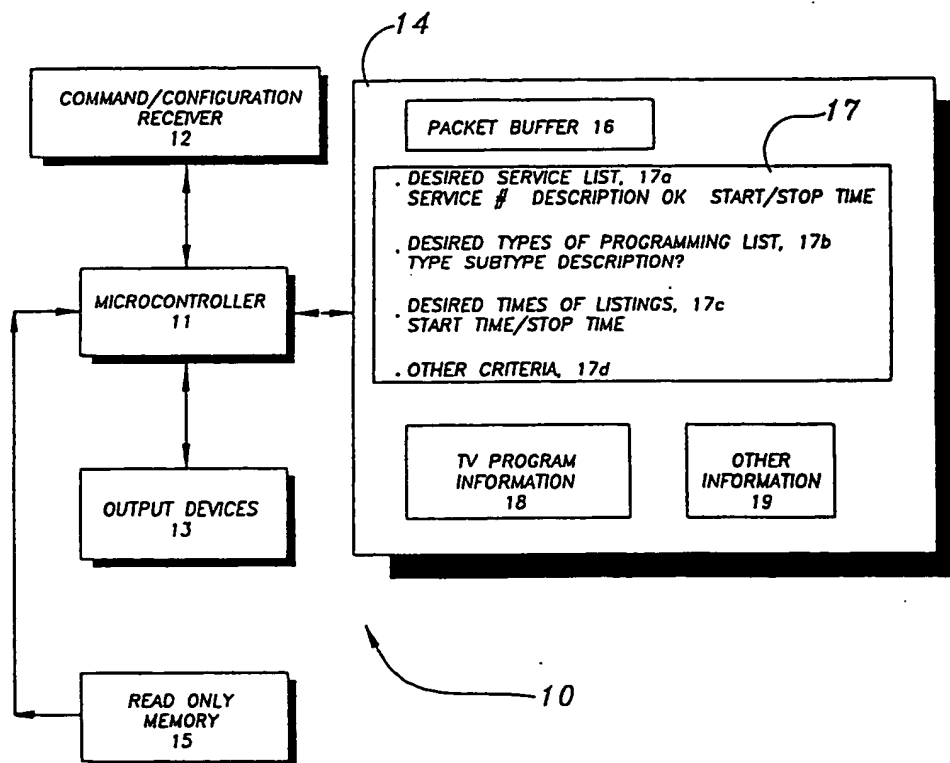 14
COMMAND/CONFIGURATION
RECEIVER
12
PACKET BUFFER 16
17
. DESIRED SERVICE LIST, 17a
SERVICE # DESCRIPTION OK START/STOP TIME
. DESIRED TYPES OF PROGRAMMING LIST, 17b
TYPE SUBTYPE DESCRIPTION?
. DESIRED TIMES OF LISTINGS, 17c
START TIME/STOP TIME
. OTHER CRITERIA, 17d
MICROCONTROLLER
11
TV PROGRAM
INFORMATION
18
OTHER
INFORMATION
19
OUTPUT DEVICES
13
10
READ ONLY
MEMORY
15